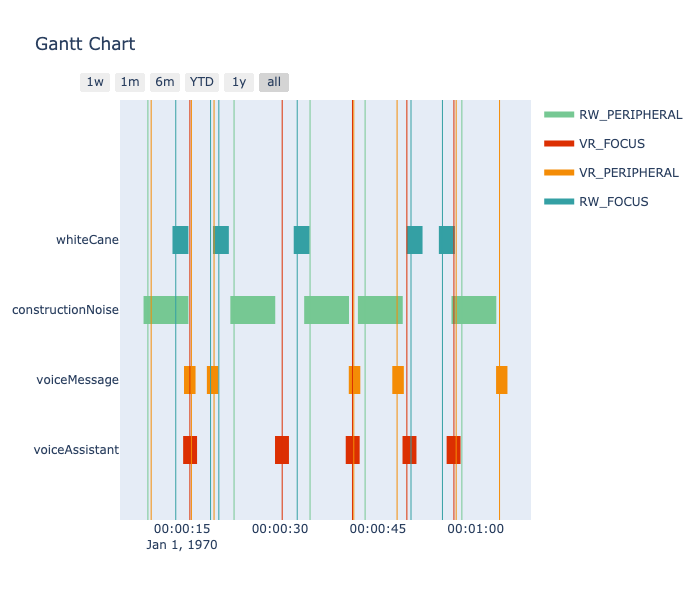 Gantt Chart
1w 1m 6m YTD 1y all
RW_PERIPHERAL
VR_FOCUS
VR_PERIPHERAL
RW_FOCUS
whiteCane
constructionNoise
voiceMessage
voiceAssistant
00:00:15 00:00:30 00:00:45 00:01:00
Jan 1, 1970